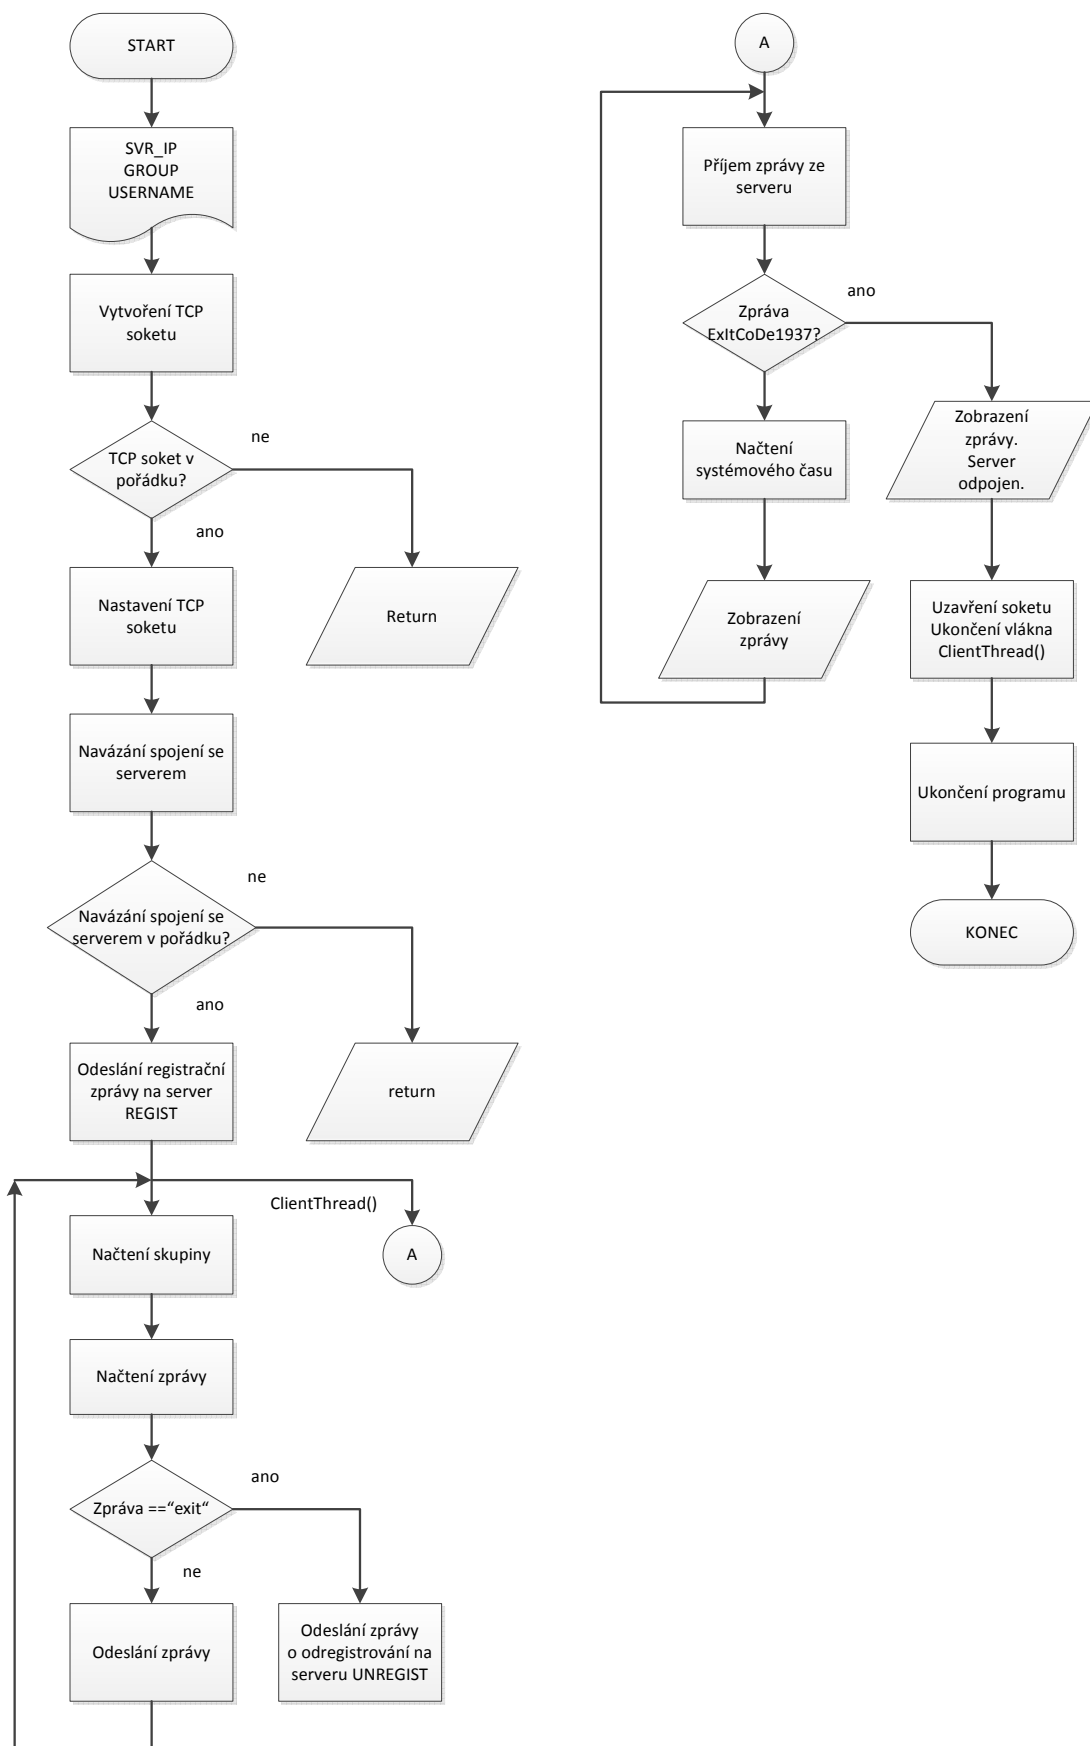 START
SVR_IP
GROUP
USERNAME
Vytvoření TCP
soketu
TCP soket v
pořádku?
ne
ano
Nastavení TCP
soketu
Return
Navázání spojení se
serverem
Navázání spojení se
serverem v pořádku?
ne
ano
Odeslání registrační
zprávy na server
REGIST
return
ClientThread()
A
Načtení skupiny
Načtení zprávy
Zpráva ==“exit“
ano
ne
Odeslání zprávy
Odeslání zprávy
o odregistrování na
serveru UNREGIST
A
Příjem zprávy ze
serveru
Zpráva
ExItCoDe1937?
ano
Načtení
systémového času
Zobrazení
zprávy.
Server
odpojen.
Zobrazení
zprávy
Uzavření soketu
Ukončení vlákna
ClientThread()
Ukončení programu
KONEC